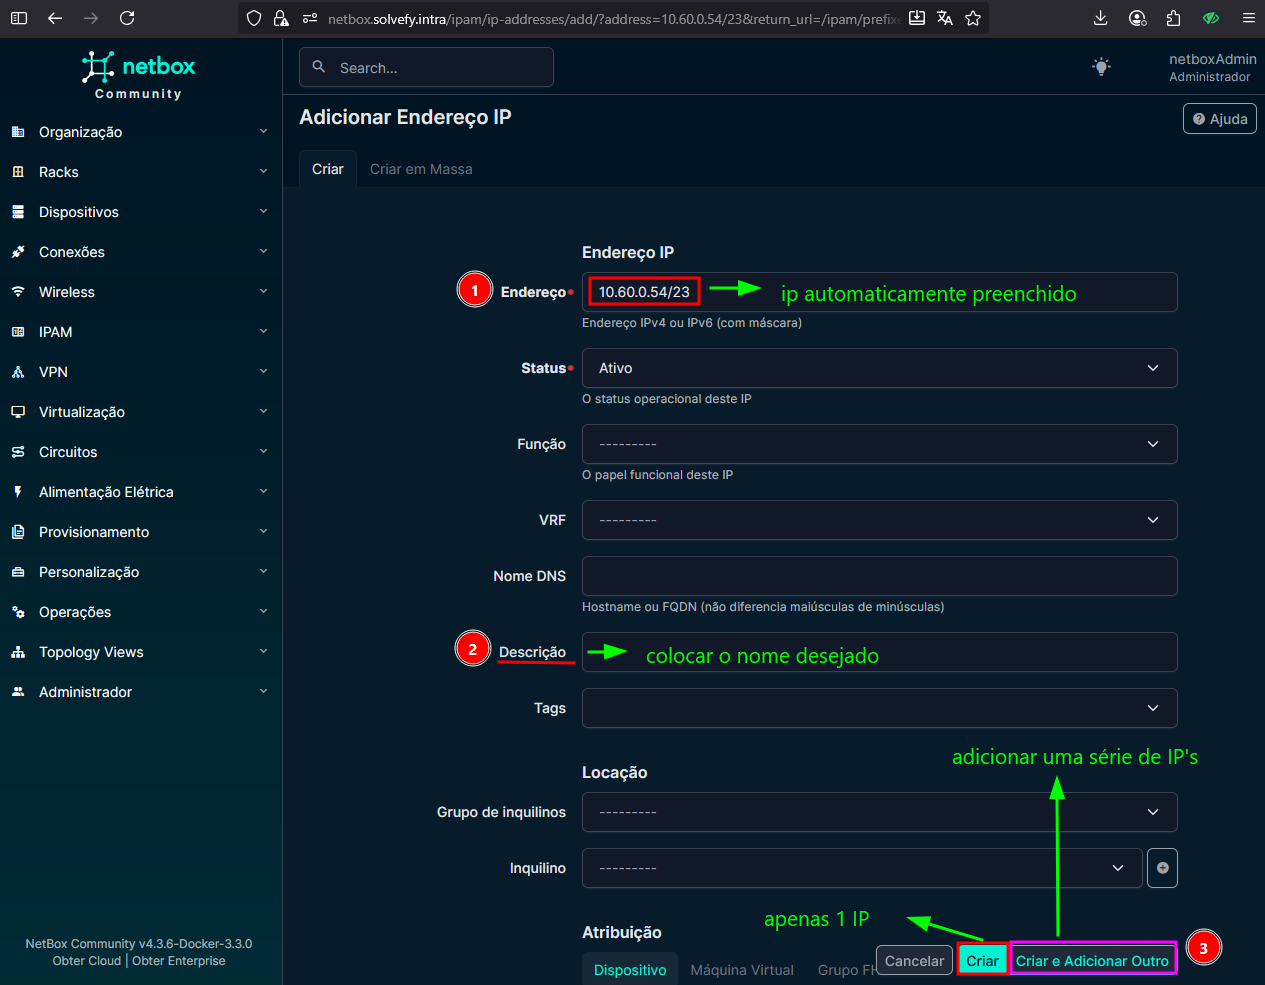 netbox.solvefy.intra/ipam/ip-addresses/add/?address=10.60.0.54/23&return_url=/ipam/prefixe
netbox
Community
Search...
netboxAdmin
Administrador
Adicionar Endereço IP
Ajuda
Criar
Criar em Massa
Organização
Racks
Dispositivos
Conexões
Wireless
IPAM
VPN
Virtualização
Circuitos
Alimentação Elétrica
Provisionamento
Personalização
Operações
Topology Views
Administrador
NetBox Community v4.3.6-Docker-3.3.0
Obter Cloud | Obter Enterprise
Endereço IP
1 Endereço 10.60.0.54/23 ip automaticamente preenchido
Endereço IPv4 ou IPv6 (com máscara)
Status Ativo
O status operacional deste IP
Função ---------
O papel funcional deste IP
VRF ---------
Nome DNS
Hostname ou FQDN (não diferencia maiúsculas de minúsculas)
2 Descrição colocar o nome desejado
Tags
adicionar uma série de IP's
Locação
Grupo de inquilinos ---------
Inquilino ---------
apenas 1 IP
Atribuição
Cancelar Criar Criar e Adicionar Outro 3
Dispositivo Máquina Virtual Grupo FH